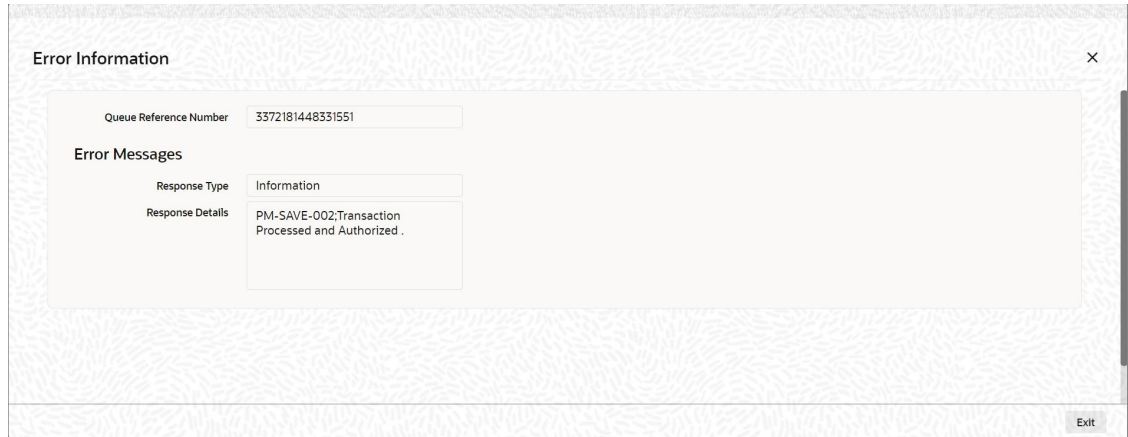 Error Information
Queue Reference Number 3372181448331551
Error Messages
Response Type Information
Response Details PM-SAVE-002;Transaction
Processed and Authorized .
Exit